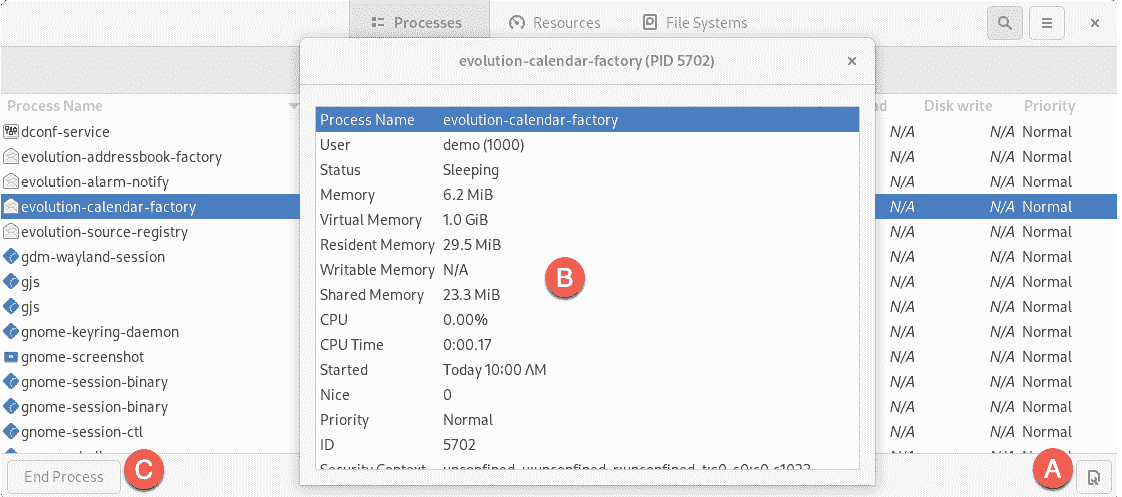 Processes Resources File Systems
evolution-calendar-factory (PID 5702)
Process Name Disk write Priority
dconf-service N/A N/A Normal
evolution-addressbook-factory N/A N/A Normal
evolution-alarm-notify N/A N/A Normal
evolution-calendar-factory N/A N/A Normal
evolution-source-registry N/A N/A Normal
gdm-wayland-session N/A N/A Normal
gjs N/A N/A Normal
gjs N/A N/A Normal
gnome-keyring-daemon N/A N/A Normal
gnome-screenshot N/A N/A Normal
gnome-session-binary N/A N/A Normal
gnome-session-binary N/A N/A Normal
gnome-session-ctl N/A N/A Normal
Process Name evolution-calendar-factory
User demo (1000)
Status Sleeping
Memory 6.2 MiB
Virtual Memory 1.0 GiB
Resident Memory 29.5 MiB
Writable Memory N/A
Shared Memory 23.3 MiB
CPU 0.00%
CPU Time 0:00.17
Started Today 10:00 AM
Nice 0
Priority Normal
ID 5702
Security Context
B
End Process
C
A